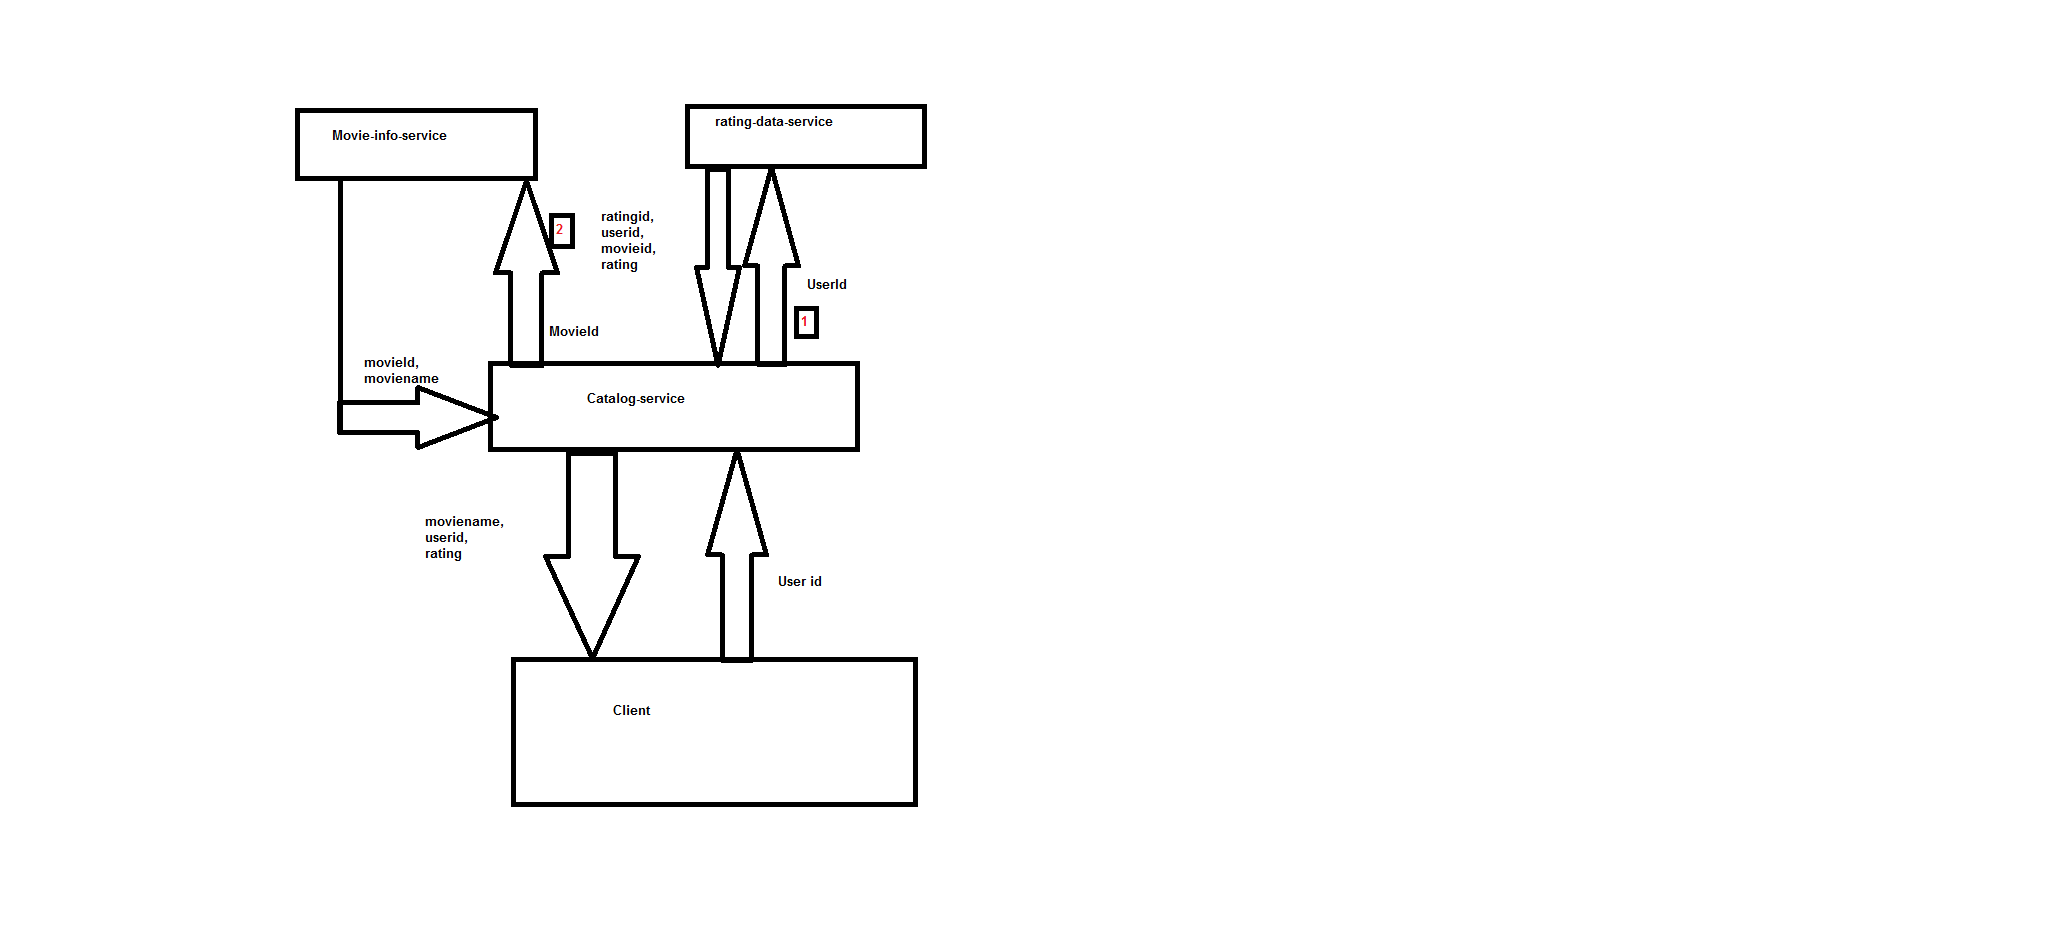 Movie-info-service
rating-data-service
2
ratingid,
userid,
movieid,
rating
UserId
1
MovieId
movieId,
moviename
Catalog-service
moviename,
userid,
rating
User id
Client